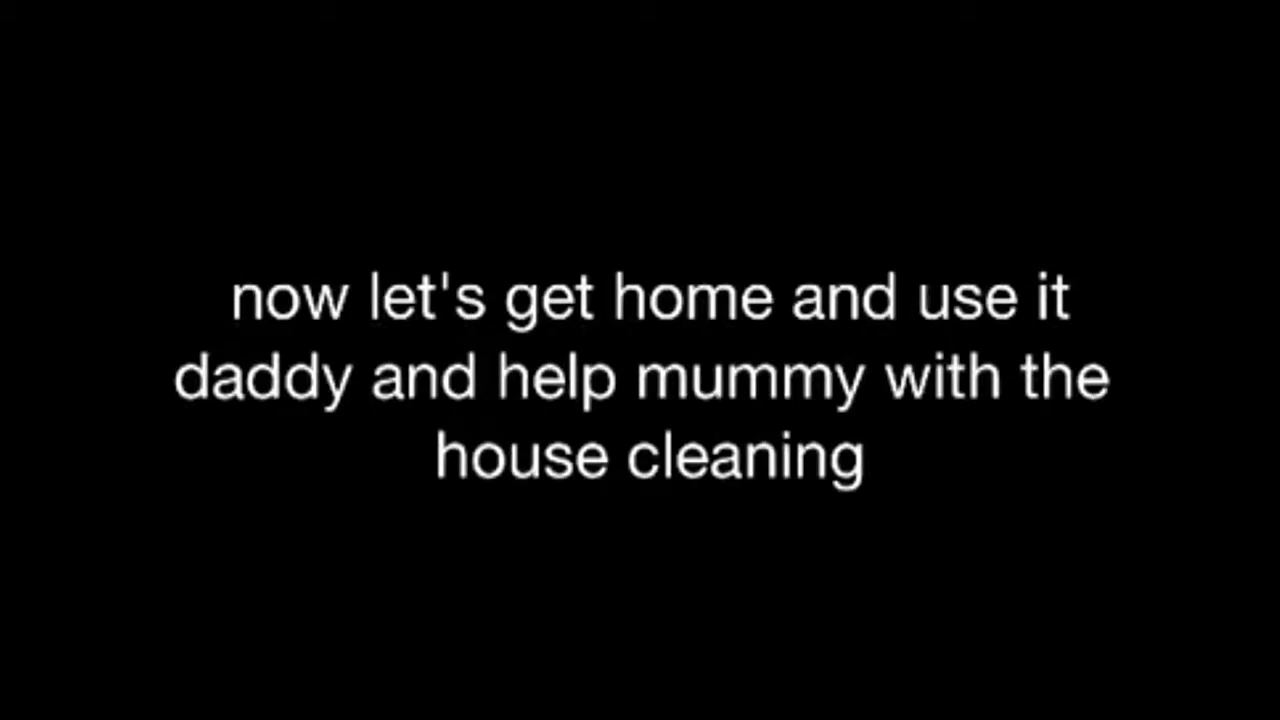 now let's get home and use it
daddy and help mummy with the
house cleaning